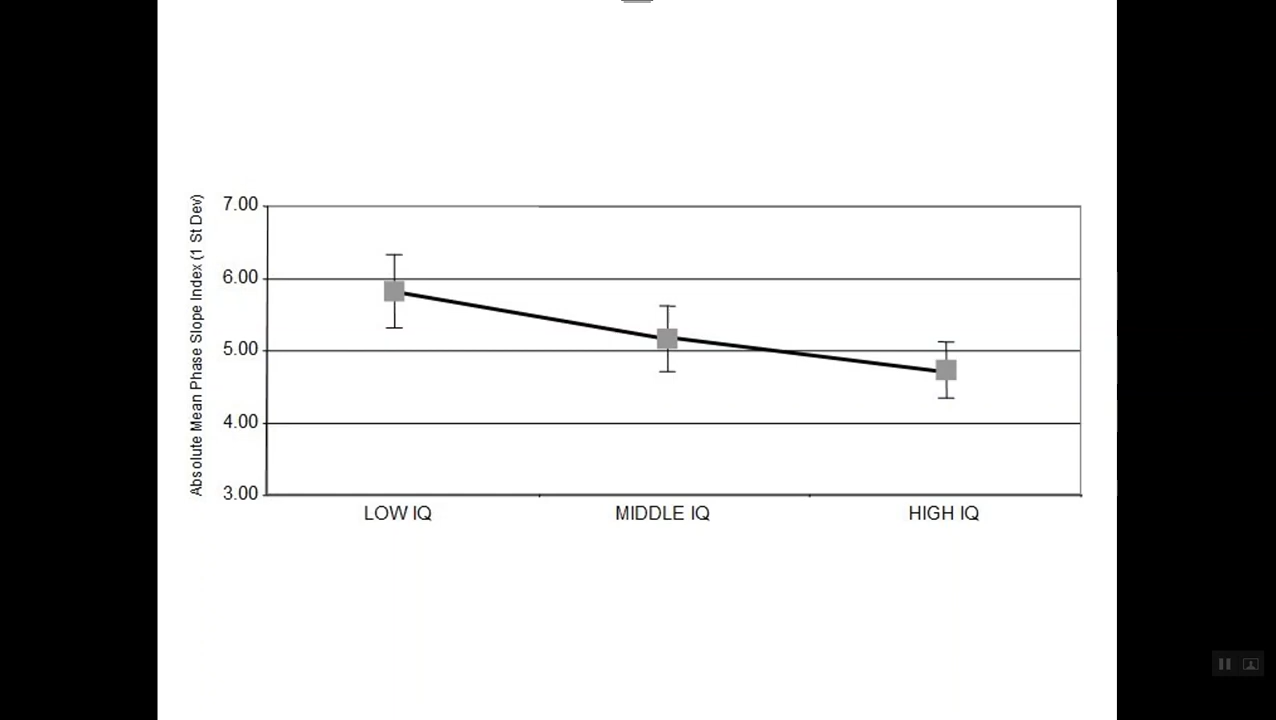 Absolute Mean Phase Slope Index (1 St Dev)
7.00
6.00
5.00
4.00
3.00
LOW IQ
MIDDLE IQ
HIGH IQ